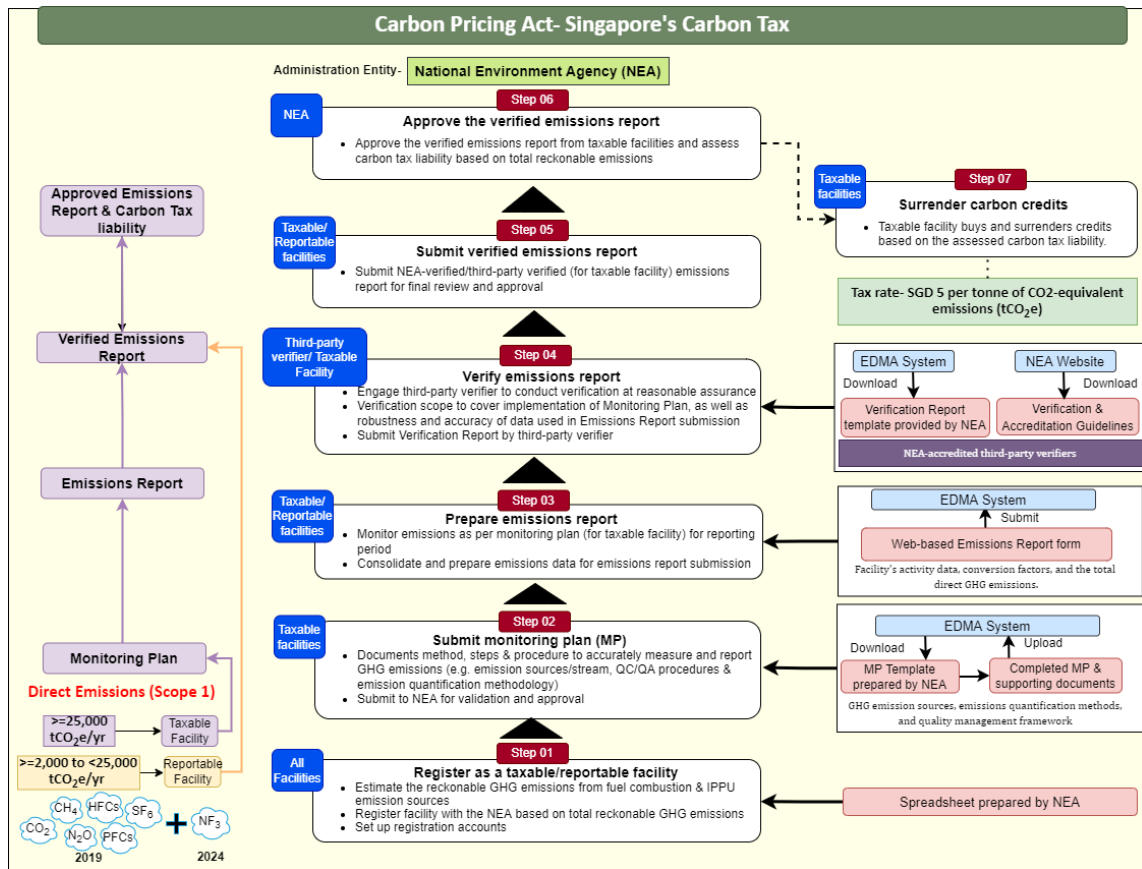 Carbon Pricing Act- Singapore's Carbon Tax
Administration Entity-
National Environment Agency (NEA)
NEA
Step 06
Approve the verified emissions report
• Approve the verified emissions report from taxable facilities and assess
carbon tax liability based on total reckonable emissions
Taxable
facilities
Step 07
Surrender carbon credits
• Taxable facility buys and surrenders credits
based on the assessed carbon tax liability.
Tax rate- SGD 5 per tonne of CO2-equivalent
emissions (tCO₂e)
Taxable/
Reportable
facilities
Step 05
Submit verified emissions report
• Submit NEA-verified/third-party verified (for taxable facility) emissions
report for final review and approval
Third-party
verifier/ Taxable
Facility
Step 04
Verify emissions report
• Engage third-party verifier to conduct verification at reasonable assurance
• Verification scope to cover implementation of Monitoring Plan, as well as
robustness and accuracy of data used in Emissions Report submission
• Submit Verification Report by third-party verifier
EDMA System
NEA Website
Download
Download
Verification Report
template provided by NEA
Verification &
Accreditation Guidelines
NEA-accredited third-party verifiers
Taxable/
Reportable
facilities
Step 03
Prepare emissions report
• Monitor emissions as per monitoring plan (for taxable facility) for reporting
period
• Consolidate and prepare emissions data for emissions report submission
EDMA System
Submit
Web-based Emissions Report form
Facility's activity data, conversion factors, and the total
direct GHG emissions.
Taxable
facilities
Step 02
Submit monitoring plan (MP)
• Documents method, steps & procedure to accurately measure and report
GHG emissions (e.g. emission sources/stream, QC/QA procedures &
emission quantification methodology)
• Submit to NEA for validation and approval
EDMA System
Download
Upload
MP Template
prepared by NEA
Completed MP &
supporting documents
GHG emission sources, emissions quantification methods,
and quality management framework
All
Facilities
Step 01
Register as a taxable/reportable facility
• Estimate the reckonable GHG emissions from fuel combustion & IPPU
emission sources
• Register facility with the NEA based on total reckonable GHG emissions
• Set up registration accounts
Spreadsheet prepared by NEA
Approved Emissions
Report & Carbon Tax
liability
Verified Emissions
Report
Emissions Report
Monitoring Plan
Direct Emissions (Scope 1)
>=25,000
tCO₂e/yr
Taxable
Facility
>=2,000 to <25,000
tCO₂e/yr
Reportable
Facility
CO₂
CH₄
HFCs
SF₆
N₂O
PFCs
+
NF₃
2019
2024